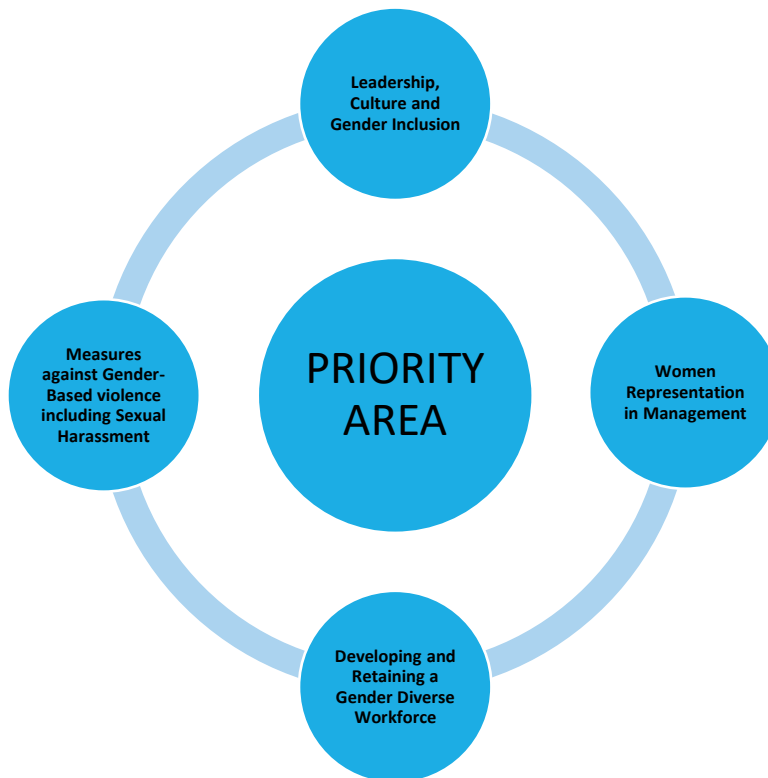 Leadership,
Culture and
Gender Inclusion
Measures
against Gender-
Based violence
including Sexual
Harassment
PRIORITY
AREA
Women
Representation
in Management
Developing and
Retaining a
Gender Diverse
Workforce